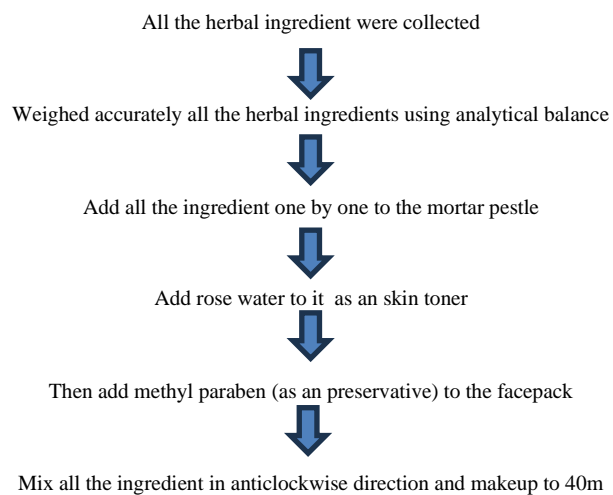 All the herbal ingredient were collected
Weighed accurately all the herbal ingredients using analytical balance
Add all the ingredient one by one to the mortar pestle
Add rose water to it as an skin toner
Then add methyl paraben (as an preservative) to the facepack
Mix all the ingredient in anticlockwise direction and makeup to 40m